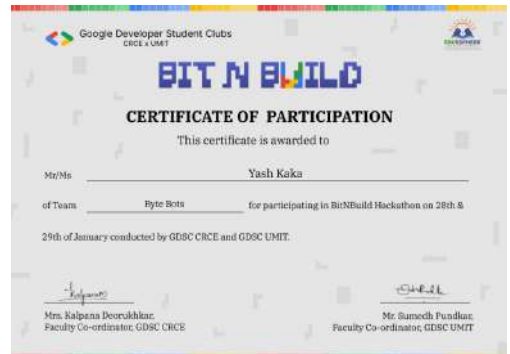 Google Developer Student Clubs
CRCE x UMIT
BIT N BUILD
CERTIFICATE OF PARTICIPATION
This certificate is awarded to
Mr/Ms Yash Kaka
of Team Byte Bots for participating in BitNBuild Hackathon on 28th &
29th of January conducted by GDSC CRCE and GDSC UMIT.
Kalpana
Mrs. Kalpana Deorukhkar, Mr. Sumedh Pundkar,
Faculty Co-ordinator, GDSC CRCE Faculty Co-ordinator, GDSC UMIT